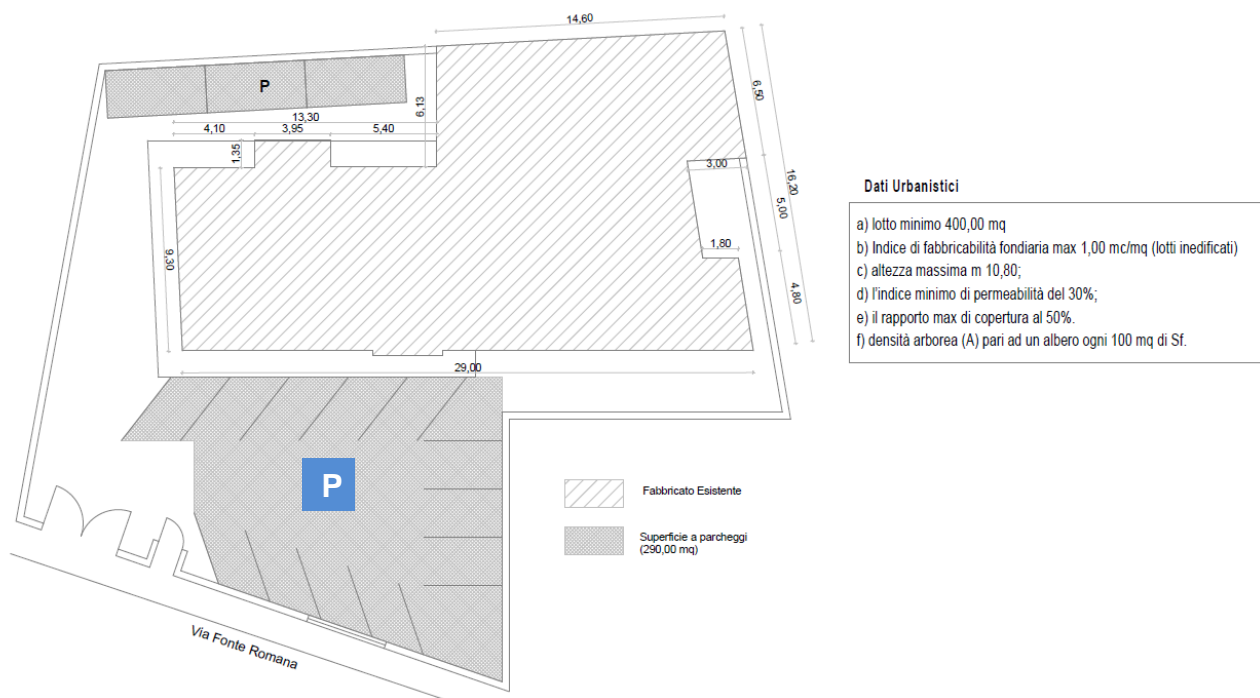 14,60
6,50
P
6,13
13,30
4,10
3,95
5,40
1,35
3,00
16,20
5,00
9,30
1,80
4,80
29,00
P
Via Fonte Romana
Fabbricato Esistente
Superficie a parcheggi
(290,00 mq)
Dati Urbanistici
a) lotto minimo 400,00 mq
b) Indice di fabbricabilità fondiaria max 1,00 mc/mq (lotti inedificati)
c) altezza massima m 10,80;
d) l'indice minimo di permeabilità del 30%;
e) il rapporto max di copertura al 50%.
f) densità arborea (A) pari ad un albero ogni 100 mq di Sf.